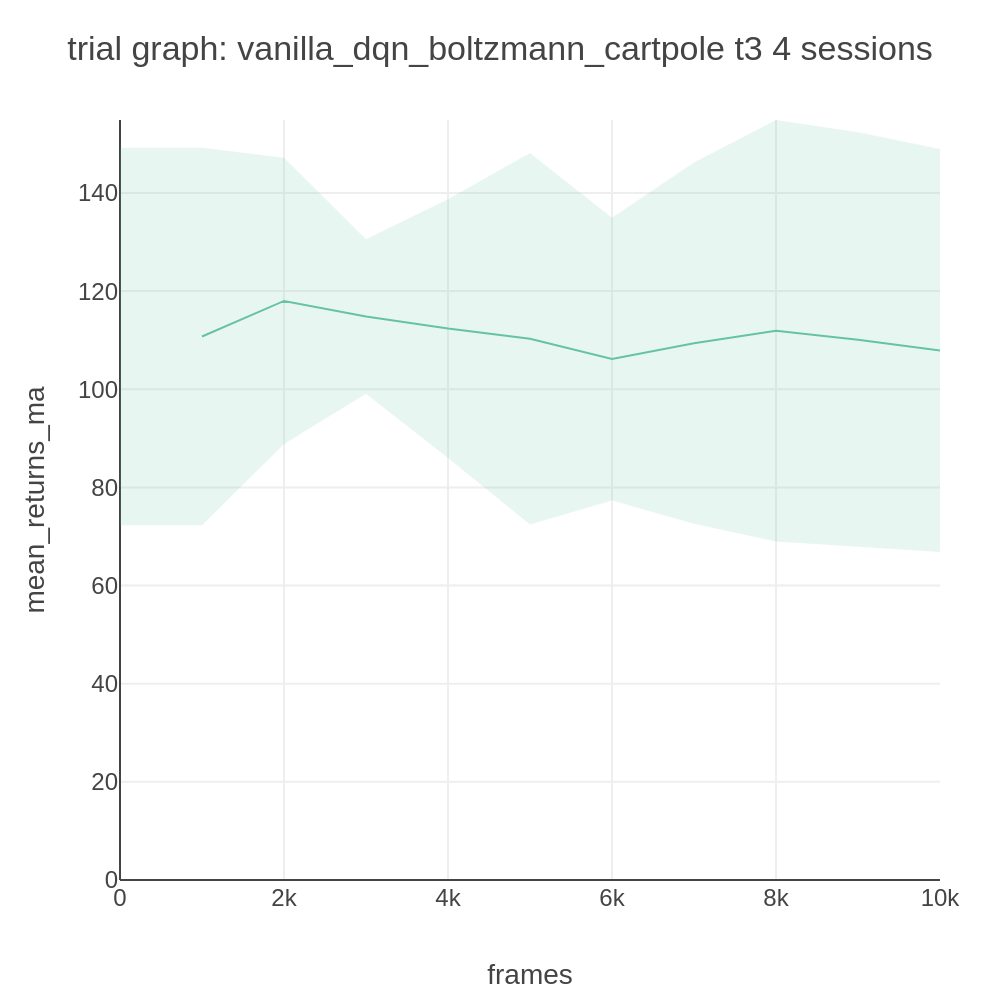 trial graph: vanilla_dqn_boltzmann_cartpole t3 4 sessions
mean_returns_ma
140
120
100
80
60
40
20
0
0 2k 4k 6k 8k 10k
frames